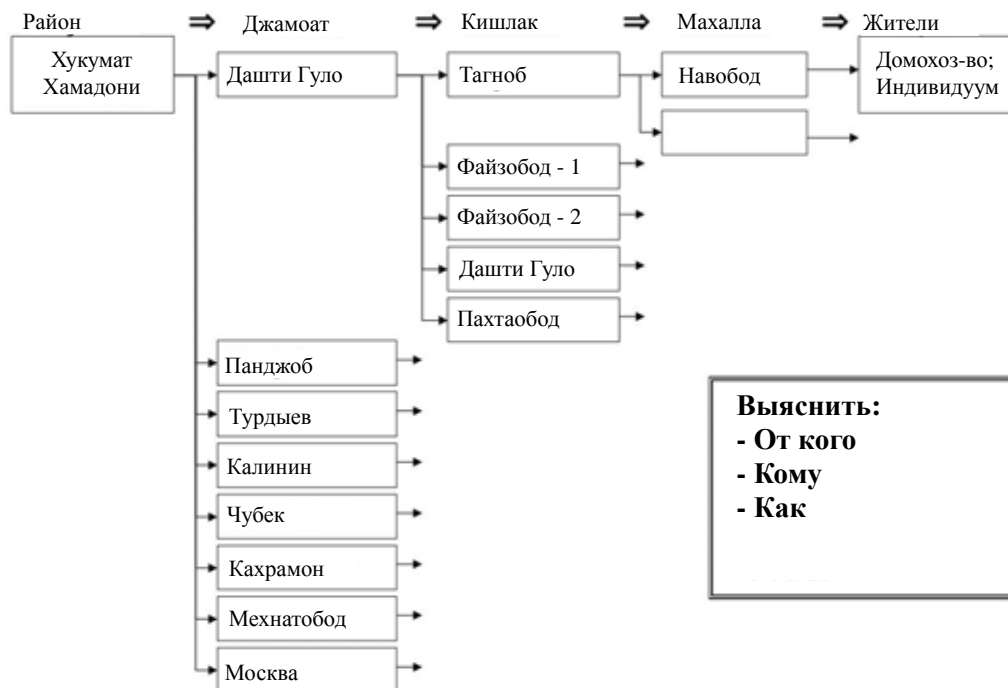 Район ⇒ Джамоат ⇒ Кишлак ⇒ Махалла ⇒ Жители
Хукумат
Хамадони
Дашти Гуло
Тагноб
Навобод
Домохоз-во;
Индивидуум
Файзобод - 1
Файзобод - 2
Дашти Гуло
Пахтаобод
Панджоб
Турдыев
Калинин
Чубек
Кахрамон
Мехнатобод
Москва
Выяснить:
- От кого
- Кому
- Как